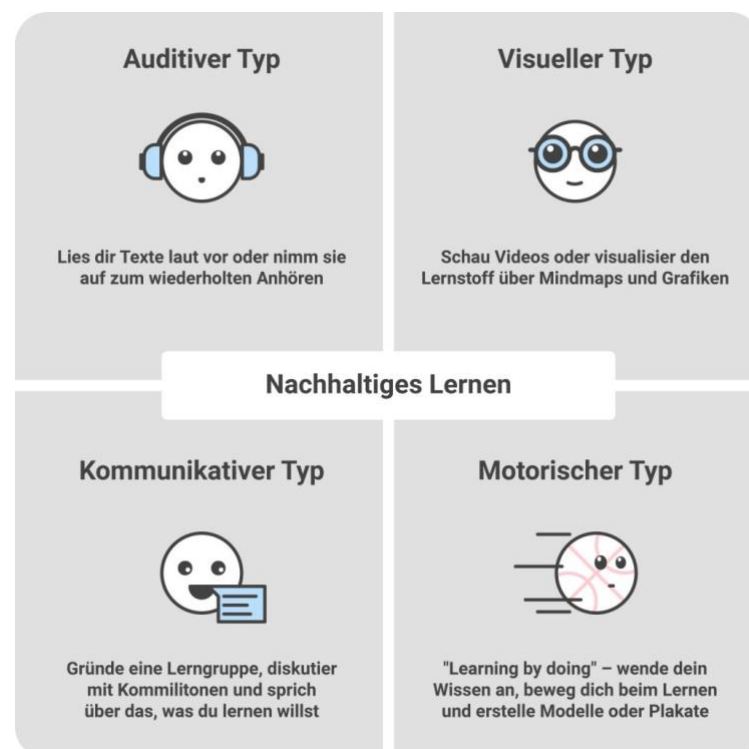 Auditiver Typ
Lies dir Texte laut vor oder nimm sie
auf zum wiederholten Anhören
Visueller Typ
Schau Videos oder visualisier den
Lernstoff über Mindmaps und Grafiken
Nachhaltiges Lernen
Kommunikativer Typ
Gründe eine Lerngruppe, diskutier
mit Kommilitonen und sprich
über das, was du lernen willst
Motorischer Typ
"Learning by doing" – wende dein
Wissen an, beweg dich beim Lernen
und erstelle Modelle oder Plakate